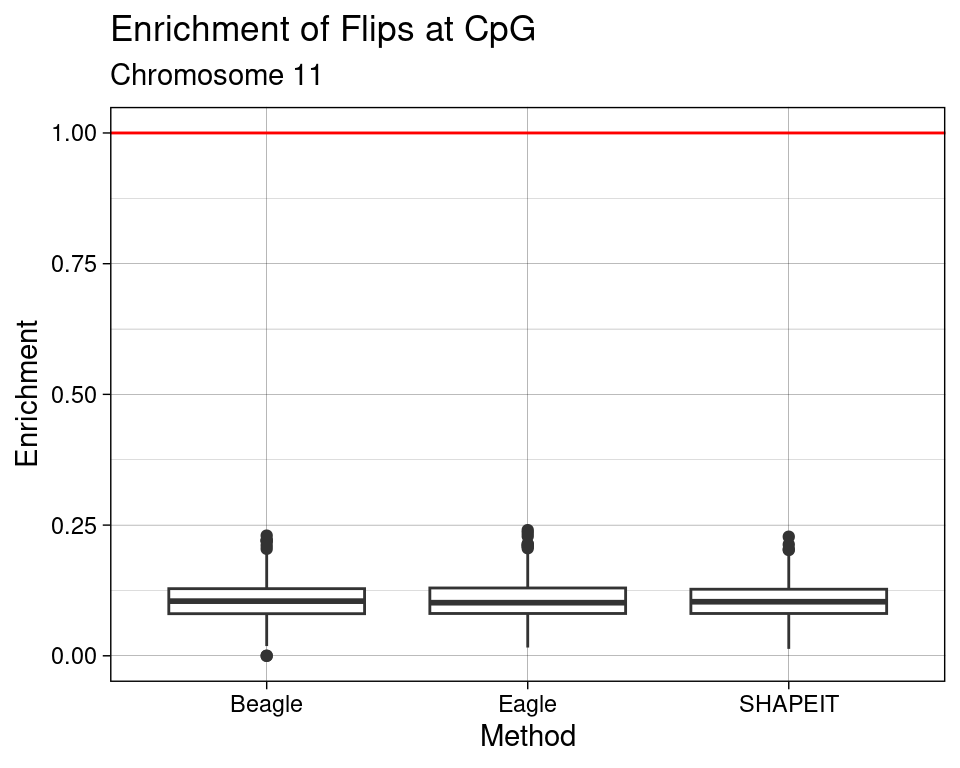 Enrichment of Flips at CpG
Chromosome 11
Enrichment
1.00
0.75
0.50
0.25
0.00
Beagle
Eagle
SHAPEIT
Method